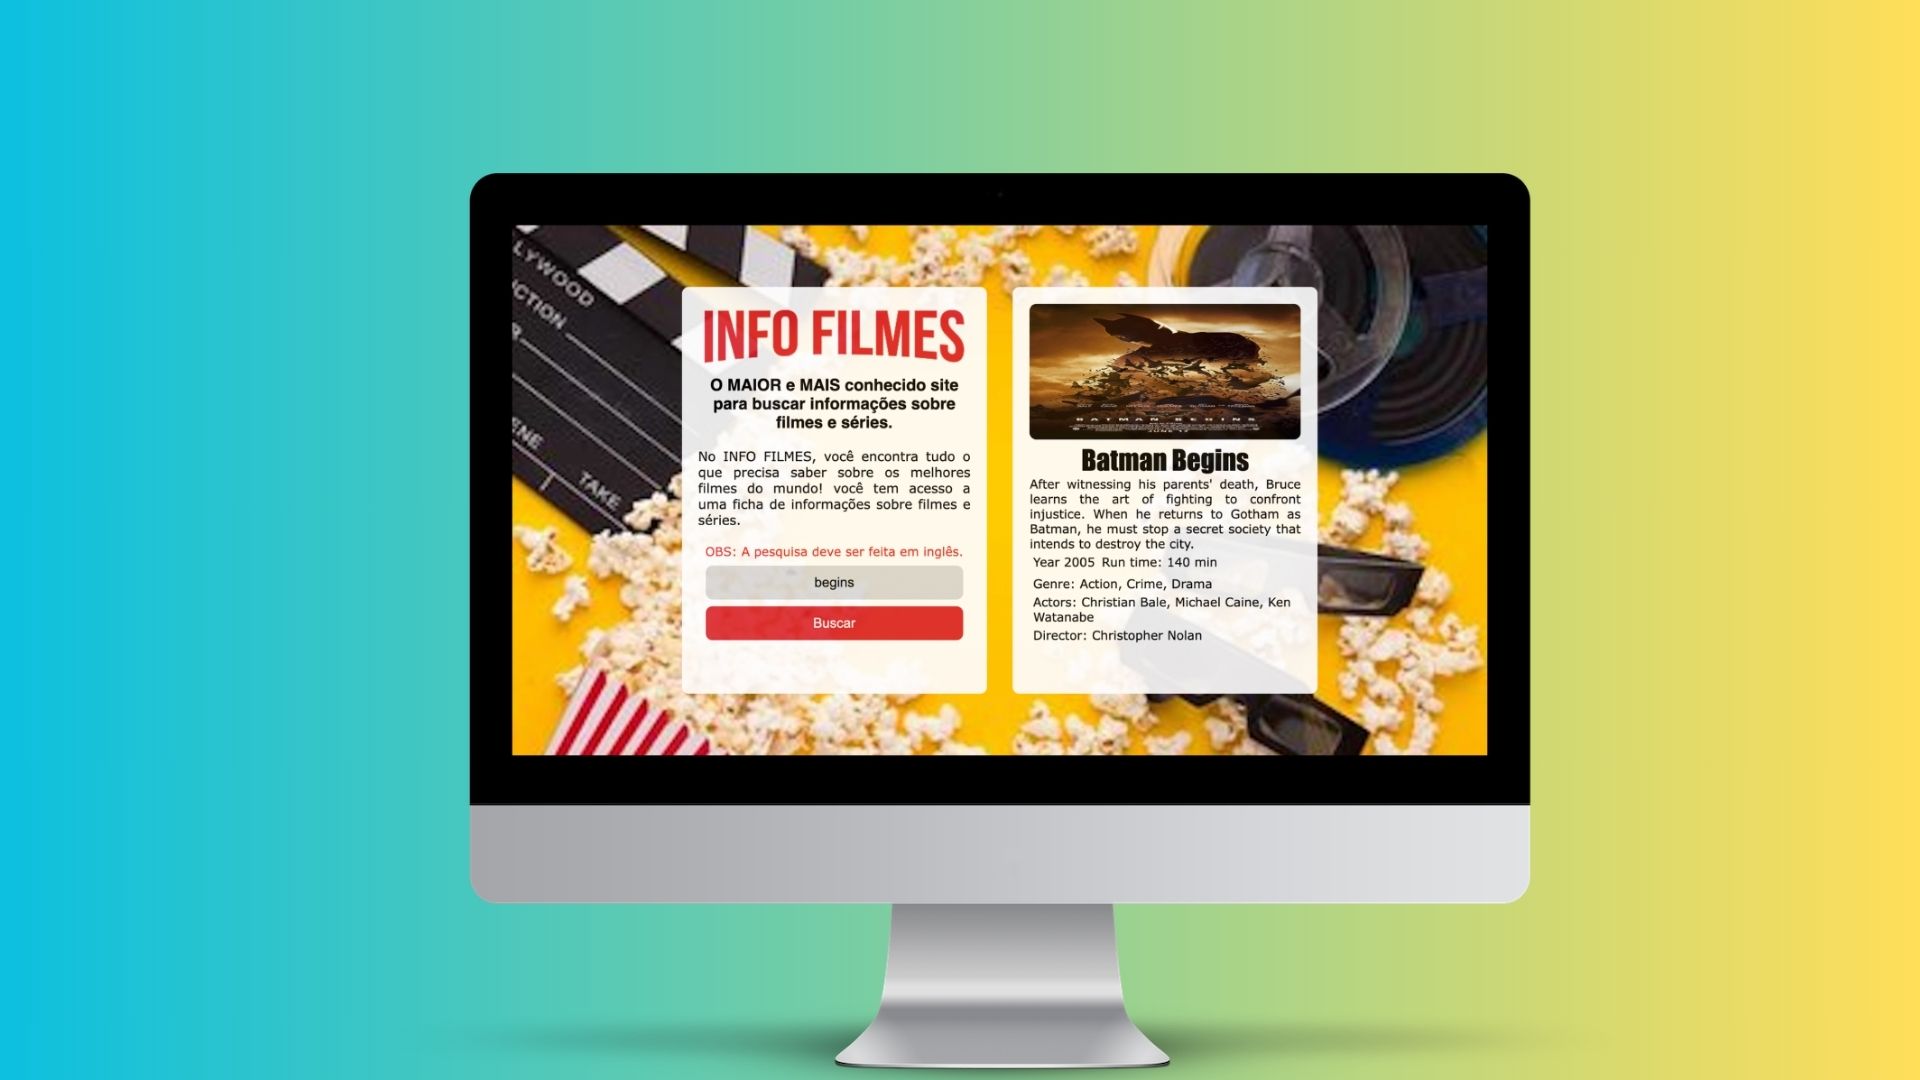 LYWOOD
CTION
ENE
TAKE
1
INFO FILMES
O MAIOR e MAIS conhecido site
para buscar informações sobre
filmes e séries.
No INFO FILMES, você encontra tudo o
que precisa saber sobre os melhores
filmes do mundo! você tem acesso a
uma ficha de informações sobre filmes e
séries.
OBS: A pesquisa deve ser feita em inglês.
begins
Buscar
BATMAN BEGINS
JUNE 17
Batman Begins
After witnessing his parents' death, Bruce
learns the art of fighting to confront
injustice. When he returns to Gotham as
Batman, he must stop a secret society that
intends to destroy the city.
Year 2005 Run time: 140 min
Genre: Action, Crime, Drama
Actors: Christian Bale, Michael Caine, Ken
Watanabe
Director: Christopher Nolan